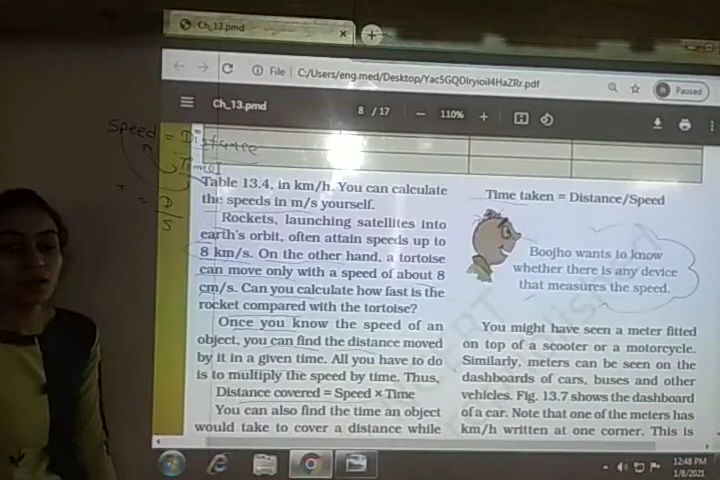 Ch_13.pmd
File | C:/Users/eng.med/Desktop/Yac5GQDIryioil4HaZRr.pdf
Paused
Ch_13.pmd
8 / 17
110%
Speed = Distance
Time
T = D/S
Table 13.4, in km/h. You can calculate
the speeds in m/s yourself.
Rockets, launching satellites into
earth's orbit, often attain speeds up to
8 km/s. On the other hand, a tortoise
can move only with a speed of about 8
cm/s. Can you calculate how fast is the
rocket compared with the tortoise?
Once you know the speed of an
object, you can find the distance moved
by it in a given time. All you have to do
is to multiply the speed by time. Thus,
Distance covered = Speed × Time
You can also find the time an object
would take to cover a distance while
Time taken = Distance/Speed
Boojho wants to know
whether there is any device
that measures the speed.
You might have seen a meter fitted
on top of a scooter or a motorcycle.
Similarly, meters can be seen on the
dashboards of cars, buses and other
vehicles. Fig. 13.7 shows the dashboard
of a car. Note that one of the meters has
km/h written at one corner. This is
12:48 PM
1/8/2021